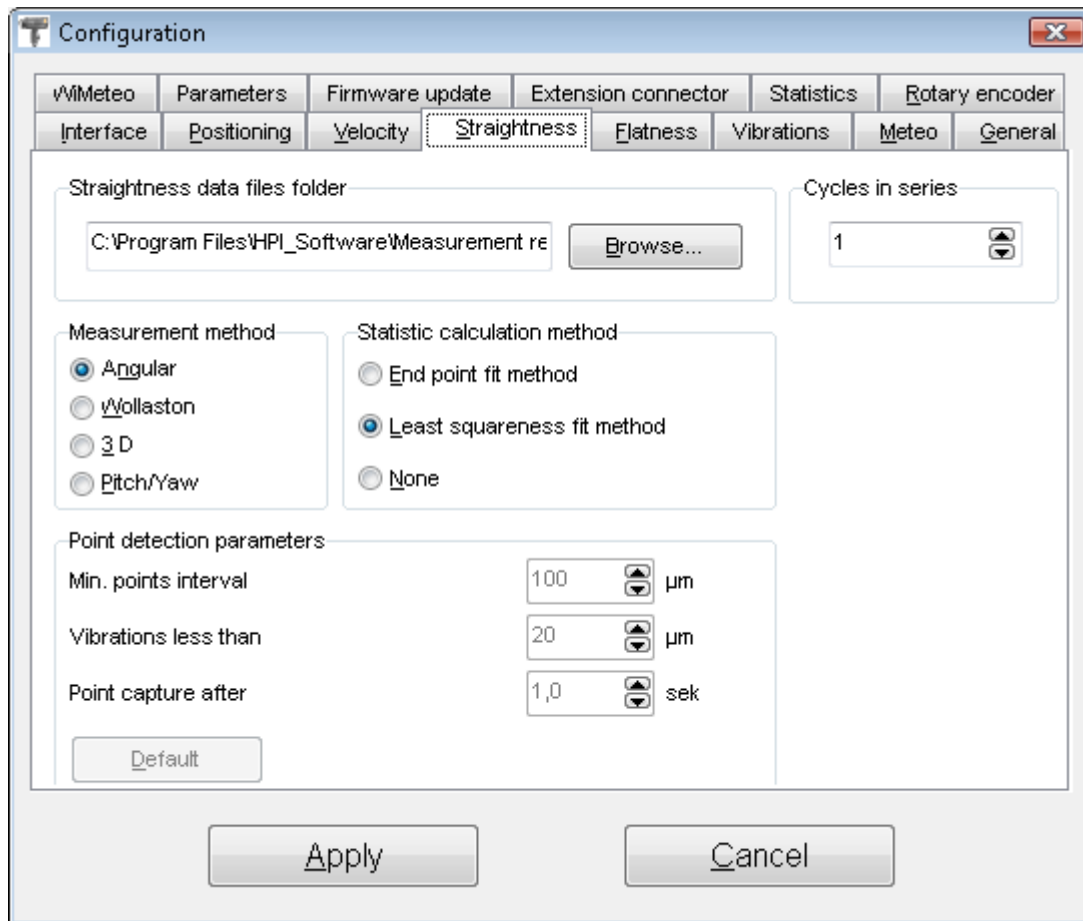 Configuration
WiMeteo Parameters Firmware update Extension connector Statistics Rotary encoder
Interface Positioning Velocity Straightness Flatness Vibrations Meteo General
Straightness data files folder
C:\Program Files\HPI_Software\Measurement re
Browse...
Cycles in series
1
Measurement method
Angular
Wollaston
3 D
Pitch/Yaw
Statistic calculation method
End point fit method
Least squareness fit method
None
Point detection parameters
Min. points interval 100 µm
Vibrations less than 20 µm
Point capture after 1,0 sek
Default
Apply Cancel